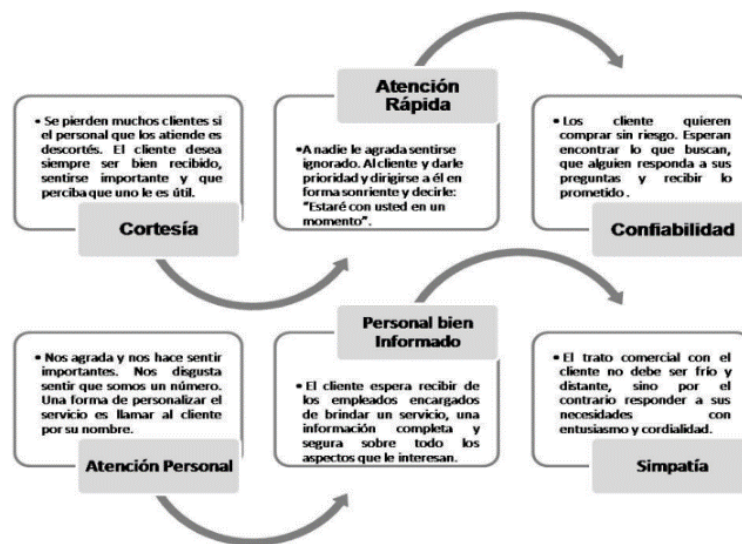 • Se pierden muchos clientes si
el personal que los atiende es
descortés. El cliente desea
siempre ser bien recibido,
sentirse importante y que
perciba que uno le es útil.
Cortesía
Atención
Rápida
•A nadie le agrada sentirse
ignorado. Al cliente y darle
prioridad y dirigirse a él en
forma sonriente y decirle:
"Estaré con usted en un
momento".
• Los cliente quieren
comprar sin riesgo. Esperan
encontrar lo que buscan,
que alguien responda a sus
preguntas y recibir lo
prometido .
Confiabilidad
• Nos agrada y nos hace sentir
importantes. Nos disgusta
sentir que somos un número.
Una forma de personalizar el
servicio es llamar al cliente
por su nombre.
Atención Personal
Personal bien
Informado
• El cliente espera recibir de
los empleados encargados
de brindar un servicio, una
información completa y
segura sobre todo los
aspectos que le interesan.
• El trato comercial con el
cliente no debe ser frío y
distante, sino por el
contrario responder a sus
necesidades con
entusiasmo y cordialidad.
Simpatía